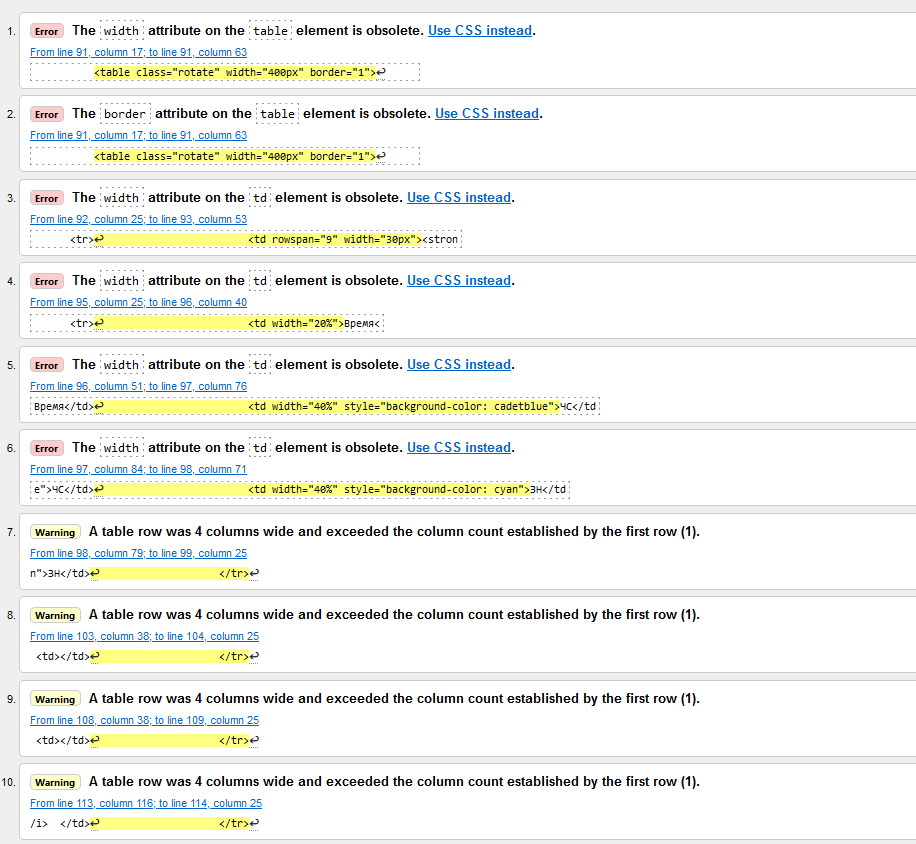 1. Error The width attribute on the table element is obsolete. Use CSS instead.
From line 91, column 17; to line 91, column 63
<table class="rotate" width="400px" border="1">↩
2. Error The border attribute on the table element is obsolete. Use CSS instead.
From line 91, column 17; to line 91, column 63
<table class="rotate" width="400px" border="1">↩
3. Error The width attribute on the td element is obsolete. Use CSS instead.
From line 92, column 25; to line 93, column 53
<tr>↩ <td rowspan="9" width="30px"><stron
4. Error The width attribute on the td element is obsolete. Use CSS instead.
From line 95, column 25; to line 96, column 40
<tr>↩ <td width="20%">Время<
5. Error The width attribute on the td element is obsolete. Use CSS instead.
From line 96, column 51; to line 97, column 76
Время</td>↩ <td width="40%" style="background-color: cadetblue">ЧС</td
6. Error The width attribute on the td element is obsolete. Use CSS instead.
From line 97, column 84; to line 98, column 71
e">ЧС</td>↩ <td width="40%" style="background-color: cyan">ЗН</td
7. Warning A table row was 4 columns wide and exceeded the column count established by the first row (1).
From line 98, column 79; to line 99, column 25
n">ЗН</td>↩ </tr>↩
8. Warning A table row was 4 columns wide and exceeded the column count established by the first row (1).
From line 103, column 38; to line 104, column 25
<td></td>↩ </tr>↩
9. Warning A table row was 4 columns wide and exceeded the column count established by the first row (1).
From line 108, column 38; to line 109, column 25
<td></td>↩ </tr>↩
10. Warning A table row was 4 columns wide and exceeded the column count established by the first row (1).
From line 113, column 116; to line 114, column 25
/i> </td>↩ </tr>↩